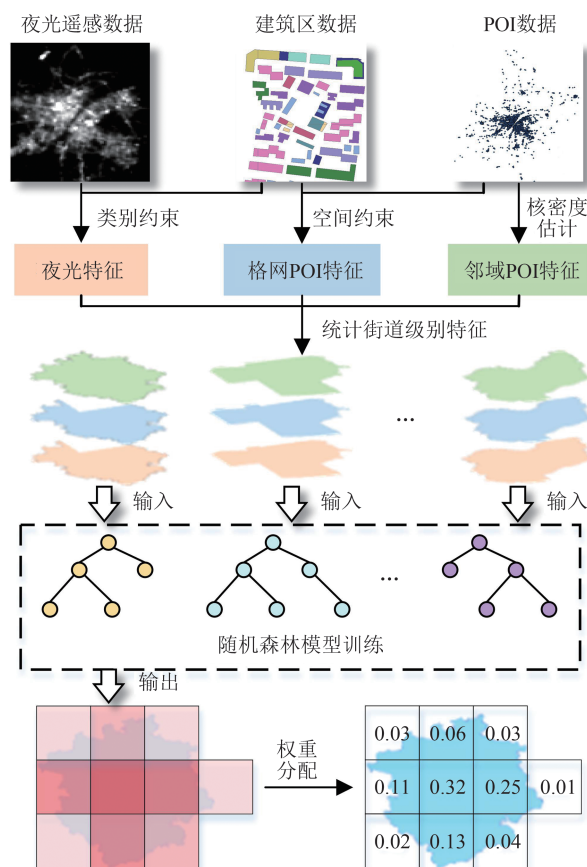 夜光遥感数据 建筑区数据 POI数据
类别约束 空间约束 核密度
估计
夜光特征 格网POI特征 邻域POI特征
统计街道级别特征
...
输入 输入 输入
...
随机森林模型训练
输出
权重
分配
0.03 0.06 0.03
0.11 0.32 0.25 0.01
0.02 0.13 0.04